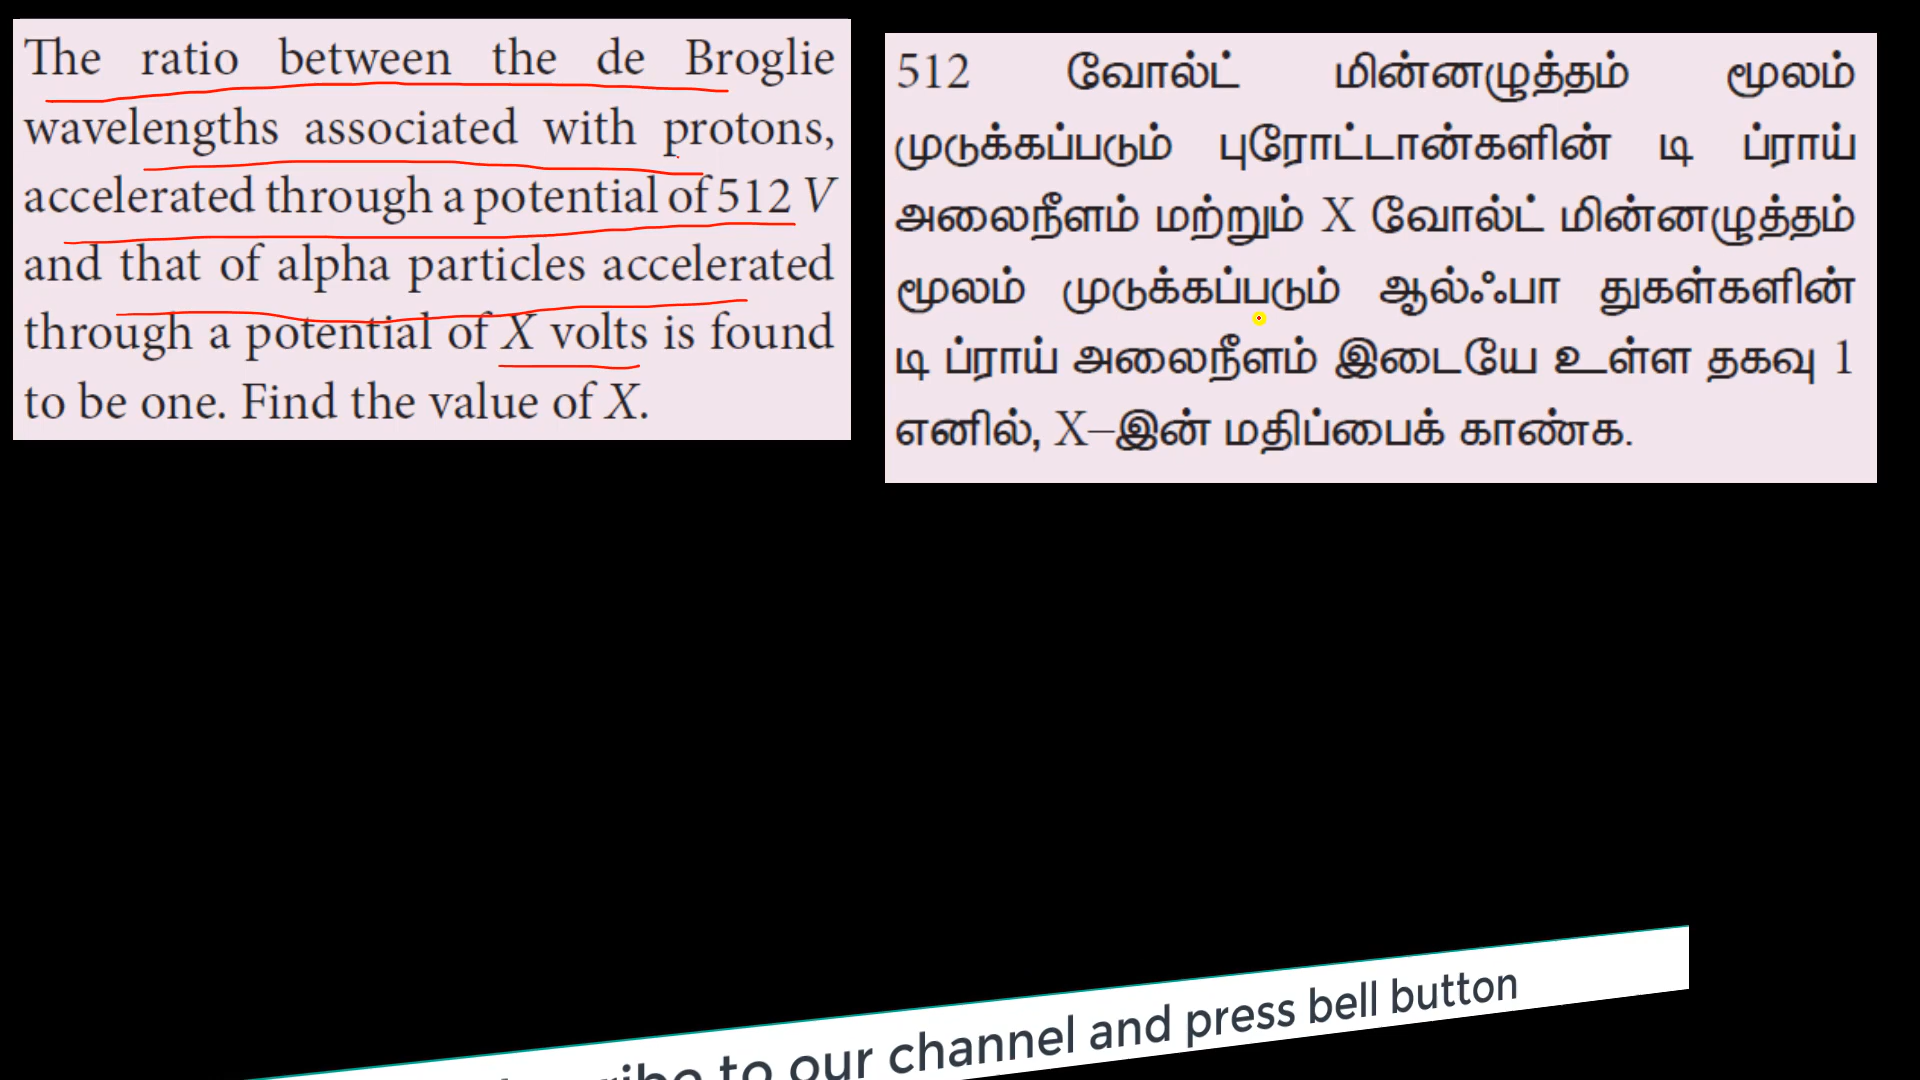 The ratio between the de Broglie
wavelengths associated with protons,
accelerated through a potential of 512 V
and that of alpha particles accelerated
through a potential of X volts is found
to be one. Find the value of X.
512 வோல்ட் மின்னழுத்தம் மூலம்
முடுக்கப்படும் புரோட்டான்களின் டி ப்ராய்
அலைநீளம் மற்றும் X வோல்ட் மின்னழுத்தம்
மூலம் முடுக்கப்படும் ஆல்ஃபா துகள்களின்
டி ப்ராய் அலைநீளம் இடையே உள்ள தகவு 1
எனில், X–இன் மதிப்பைக் காண்க.
to our channel and press bell button